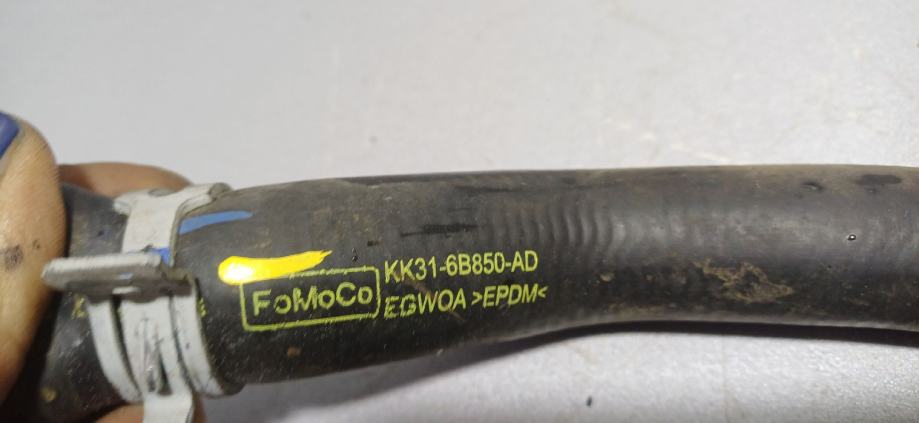 KK31-6B850-AD
FoMoCo
EGWOA >EPDM<